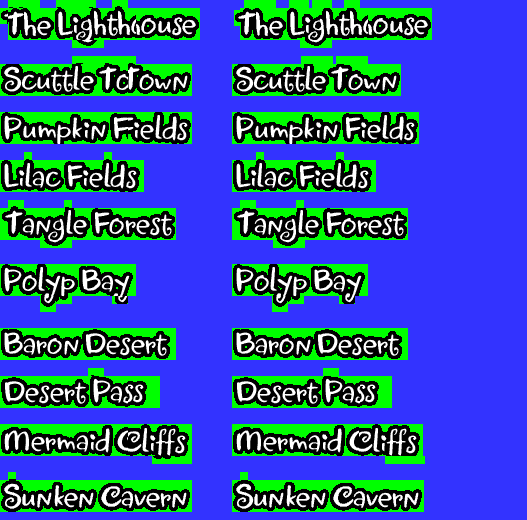 The Lighthouse The Lighthouse
Scuttle TcTown Scuttle Town
Pumpkin Fields Pumpkin Fields
Lilac Fields Lilac Fields
Tangle Forest Tangle Forest
Polyp Bay Polyp Bay
Baron Desert Baron Desert
Desert Pass Desert Pass
Mermaid Cliffs Mermaid Cliffs
Sunken Cavern Sunken Cavern